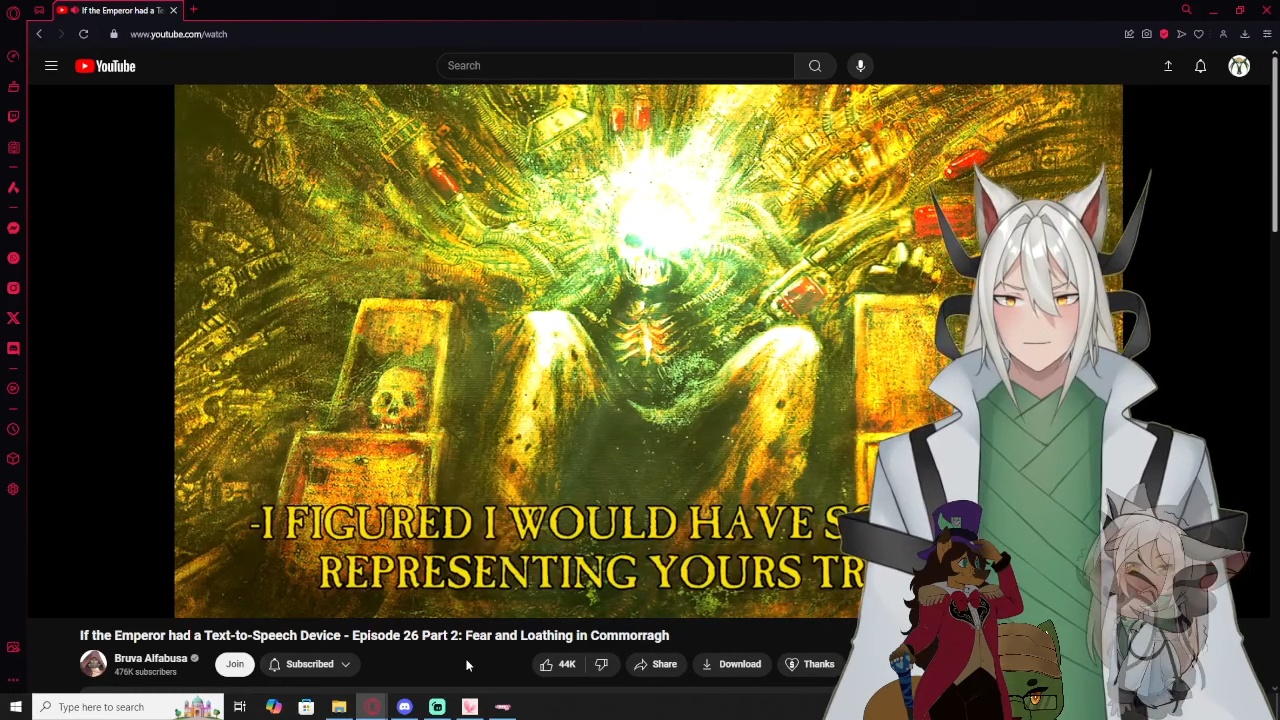 If the Emperor had a Te
www.youtube.com/watch
YouTube
Search
-I FIGURED I WOULD HAVE
REPRESENTING YOURS
If the Emperor had a Text-to-Speech Device - Episode 26 Part 2: Fear and Loathing in Commorragh
Bruva Alfabusa
476K subscribers
Join
Subscribed
44K
Share
Download
Thanks
Type here to search